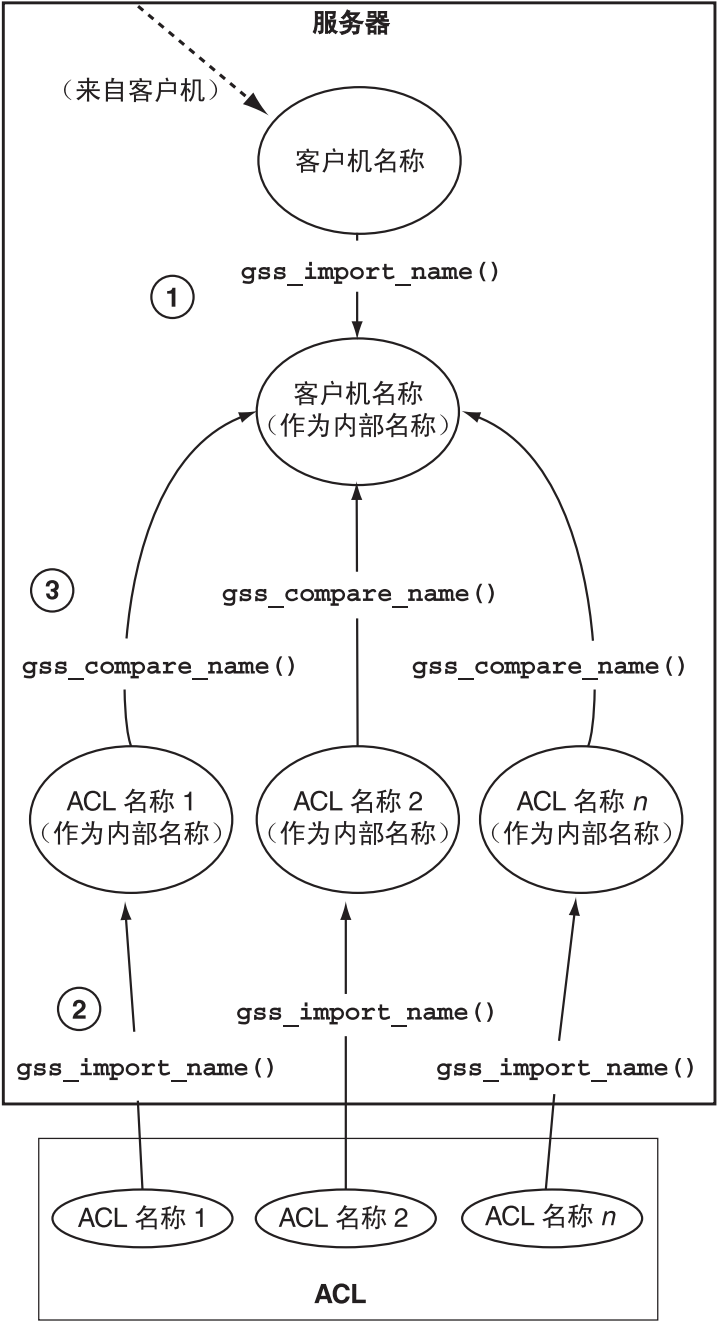 服务器
（来自客户机）
客户机名称
gss_import_name()
1
客户机名称
（作为内部名称）
3
gss_compare_name()
gss_compare_name()
gss_compare_name()
ACL 名称 1
（作为内部名称）
ACL 名称 2
（作为内部名称）
ACL 名称 n
（作为内部名称）
2
gss_import_name()
gss_import_name()
gss_import_name()
ACL 名称 1
ACL 名称 2
ACL 名称 n
ACL